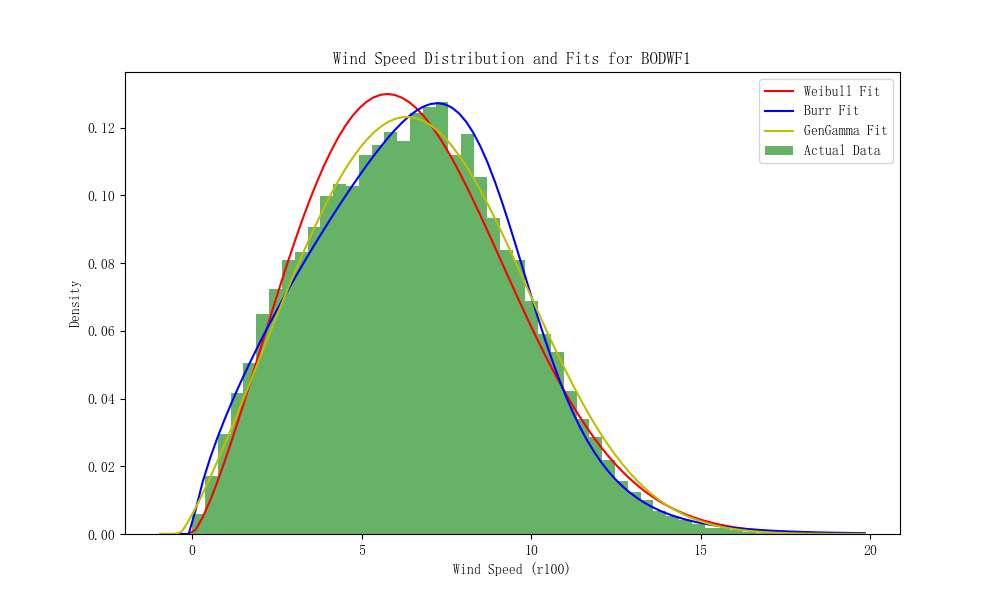 Wind Speed Distribution and Fits for BODWF1
Weibull Fit
Burr Fit
GenGamma Fit
Actual Data
Density
0.12
0.10
0.08
0.06
0.04
0.02
0.00
0
5
10
15
20
Wind Speed (r100)